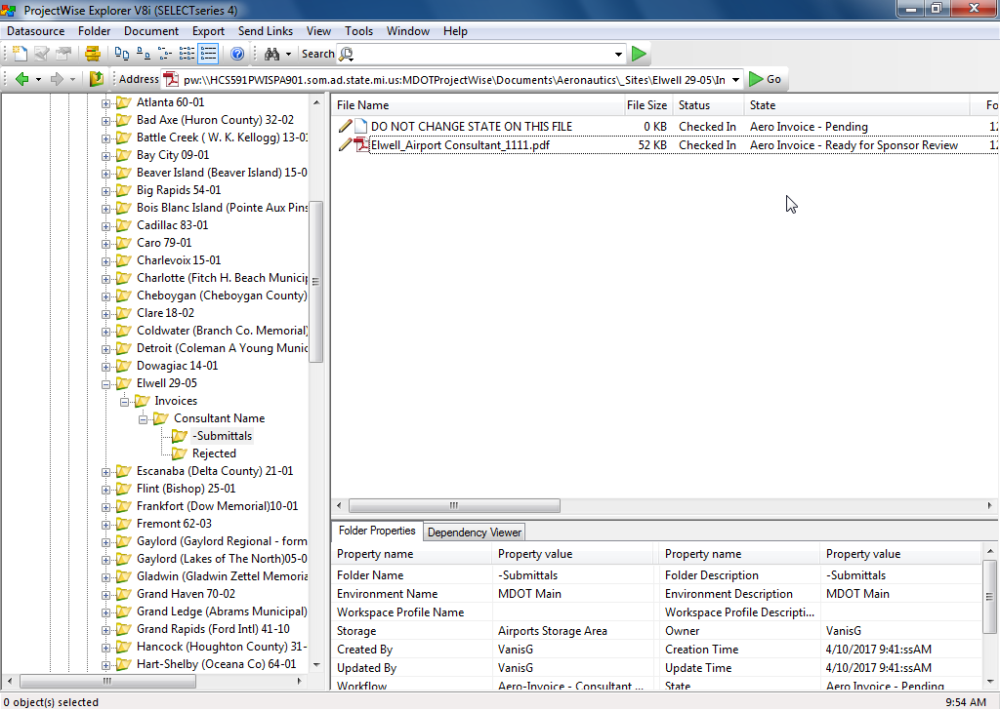 ProjectWise Explorer V8i (SELECTseries 4)
Datasource Folder Document Export Send Links View Tools Window Help
Search
Address pw:\\HCS591PWISPA901.som.ad.state.mi.us:MDOTProjectWise\Documents\Aeronautics\_Sites\Elwell 29-05\In Go
Atlanta 60-01
Bad Axe (Huron County) 32-02
Battle Creek ( W. K. Kellogg) 13-0
Bay City 09-01
Beaver Island (Beaver Island) 15-0
Big Rapids 54-01
Bois Blanc Island (Pointe Aux Pins
Cadillac 83-01
Caro 79-01
Charlevoix 15-01
Charlotte (Fitch H. Beach Municip
Cheboygan (Cheboygan County)
Clare 18-02
Coldwater (Branch Co. Memorial)
Detroit (Coleman A Young Munic
Dowagiac 14-01
Elwell 29-05
Invoices
Consultant Name
-Submittals
Rejected
Escanaba (Delta County) 21-01
Flint (Bishop) 25-01
Frankfort (Dow Memorial)10-01
Fremont 62-03
Gaylord (Gaylord Regional - form
Gaylord (Lakes of The North)05-0
Gladwin (Gladwin Zettel Memoria
Grand Haven 70-02
Grand Ledge (Abrams Municipal)
Grand Rapids (Ford Intl) 41-10
Hancock (Houghton County) 31-
Hart-Shelby (Oceana Co) 64-01
File Name File Size Status State Fo
DO NOT CHANGE STATE ON THIS FILE 0 KB Checked In Aero Invoice - Pending 12
Elwell_Airport Consultant_1111.pdf 52 KB Checked In Aero Invoice - Ready for Sponsor Review 12
Folder Properties Dependency Viewer
Property name Property value Property name Property value
Folder Name -Submittals Folder Description -Submittals
Environment Name MDOT Main Environment Description MDOT Main
Workspace Profile Name Workspace Profile Descripti...
Storage Airports Storage Area Owner VanisG
Created By VanisG Creation Time 4/10/2017 9:41:ssAM
Updated By VanisG Update Time 4/10/2017 9:41:ssAM
Workflow Aero-Invoice - Consultant ... State Aero Invoice - Pending
0 object(s) selected 9:54 AM